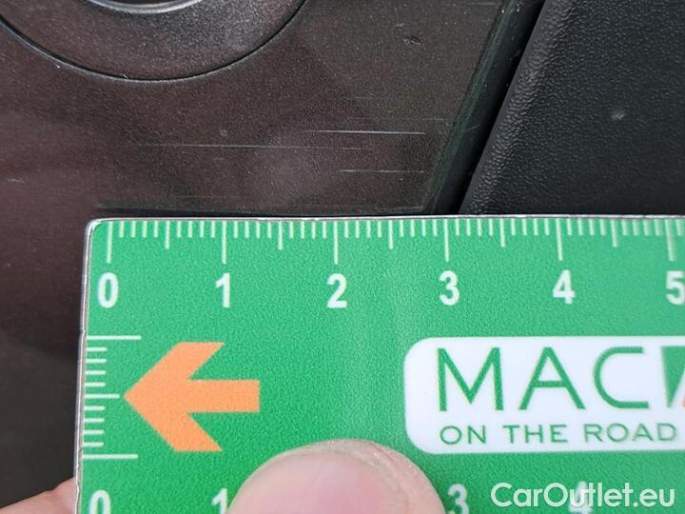 0 1 2 3 4 5
MAC
ON THE ROAD
0 1 3 4
CarOutlet.eu